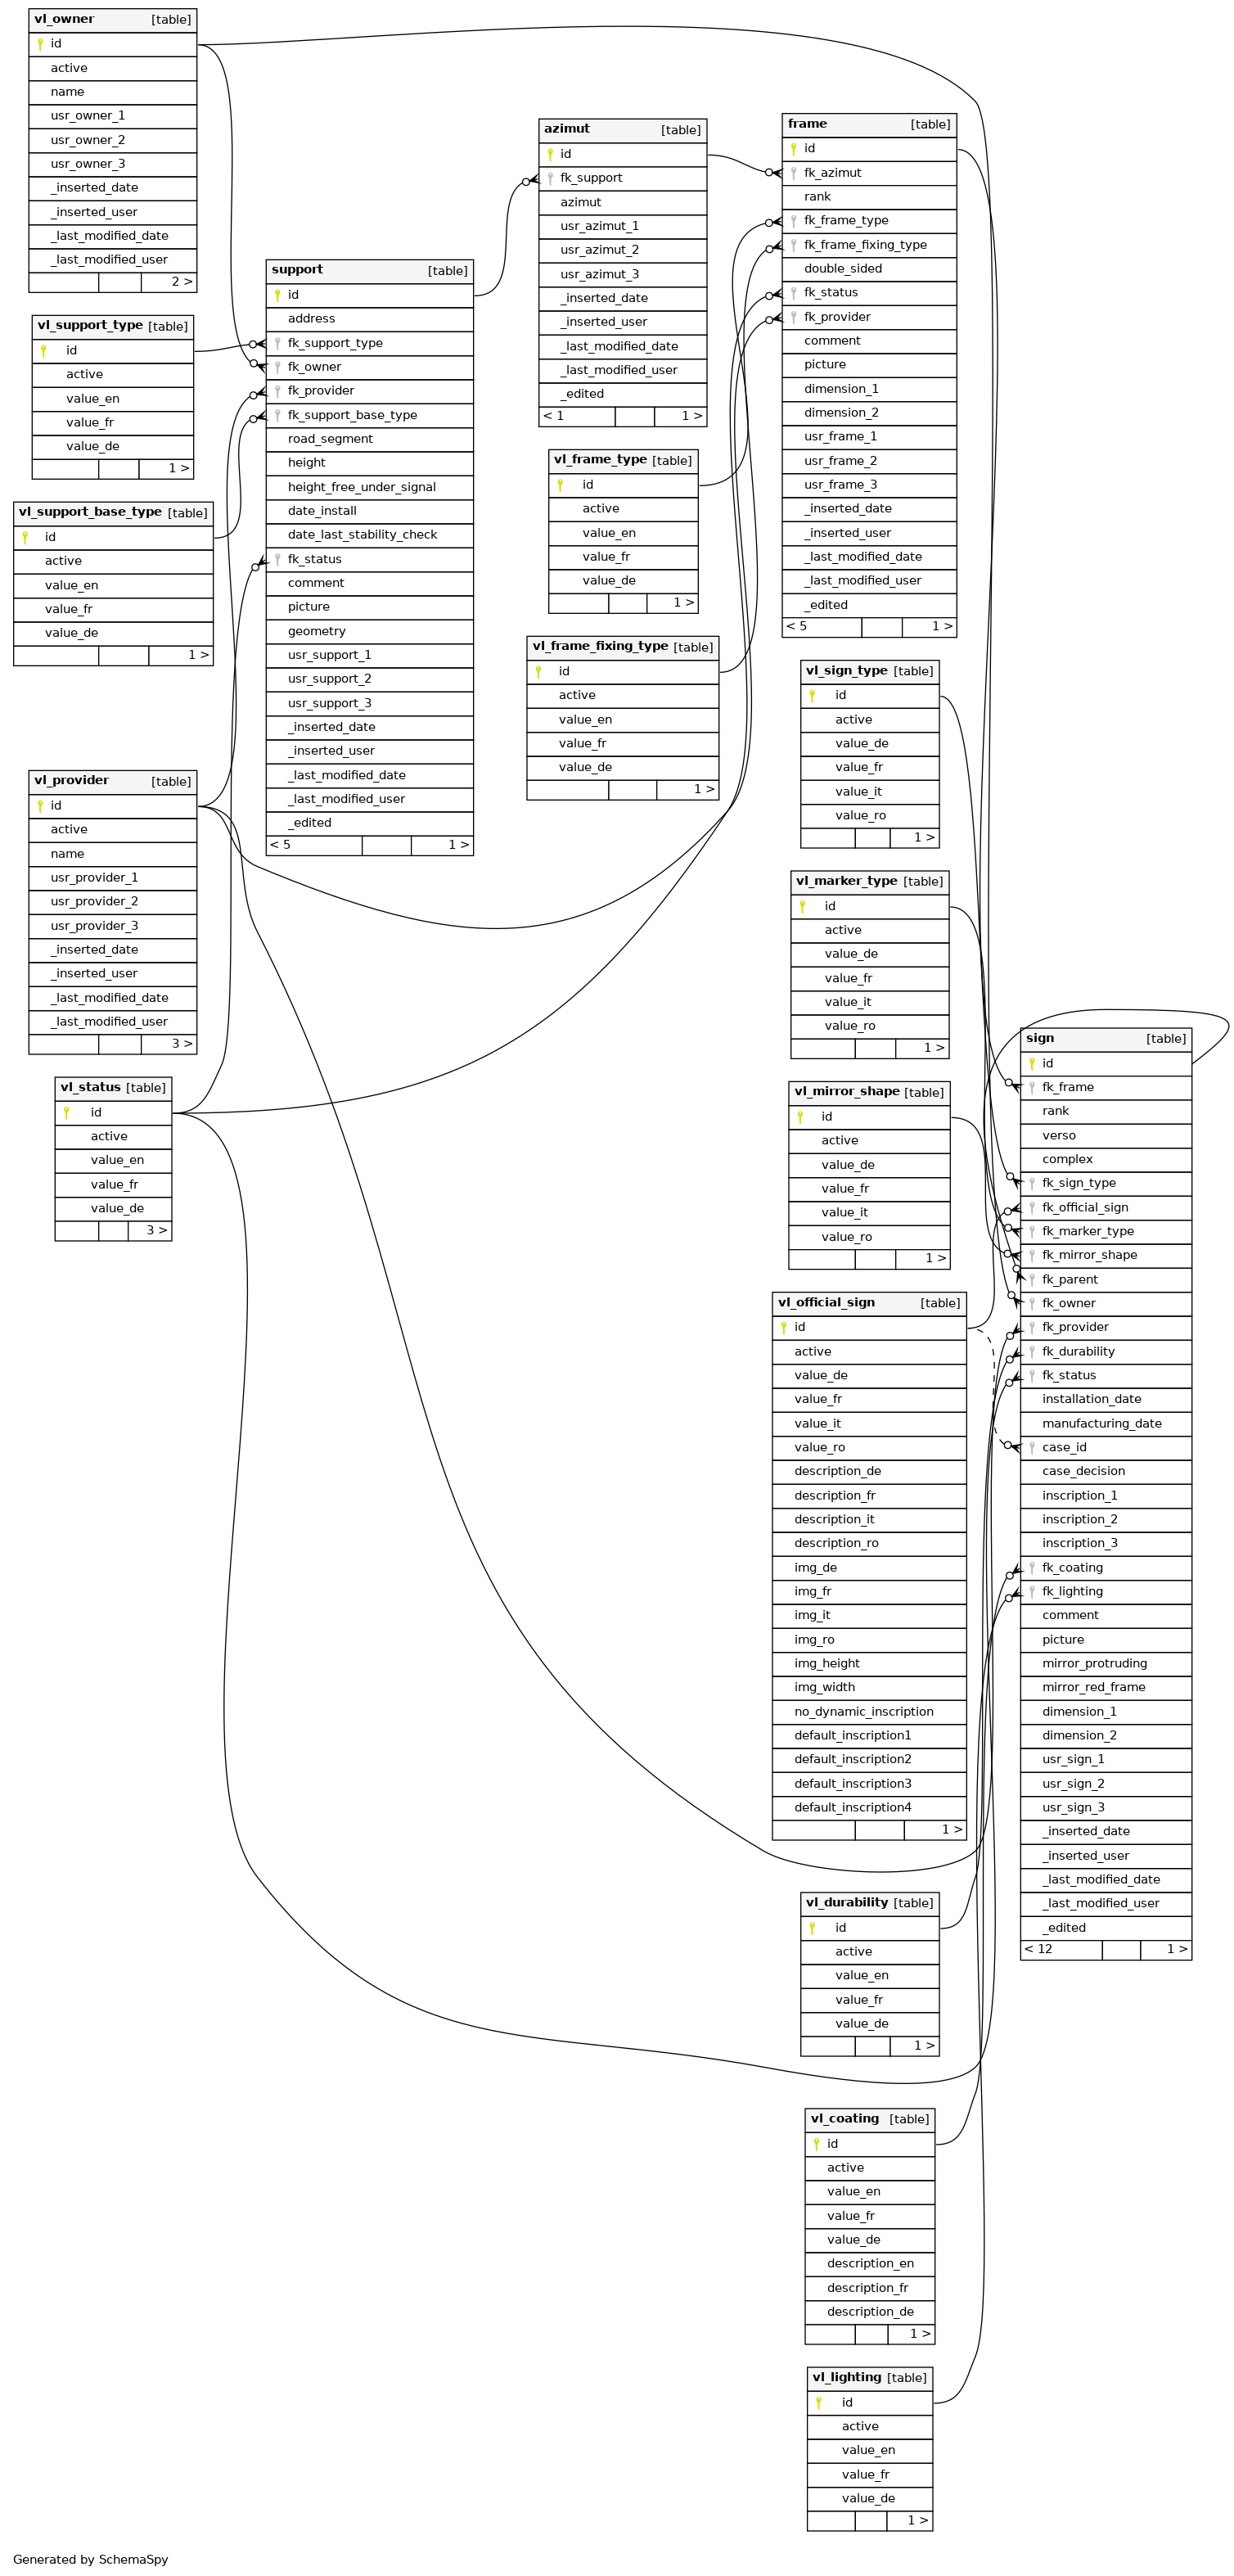 vl_owner [table]
id
active
name
usr_owner_1
usr_owner_2
usr_owner_3
_inserted_date
_inserted_user
_last_modified_date
_last_modified_user
2 >
vl_support_type [table]
id
active
value_en
value_fr
value_de
1 >
vl_support_base_type [table]
id
active
value_en
value_fr
value_de
1 >
vl_provider [table]
id
active
name
usr_provider_1
usr_provider_2
usr_provider_3
_inserted_date
_inserted_user
_last_modified_date
_last_modified_user
3 >
vl_status [table]
id
active
value_en
value_fr
value_de
3 >
support [table]
id
address
fk_support_type
fk_owner
fk_provider
fk_support_base_type
road_segment
height
height_free_under_signal
date_install
date_last_stability_check
fk_status
comment
picture
geometry
usr_support_1
usr_support_2
usr_support_3
_inserted_date
_inserted_user
_last_modified_date
_last_modified_user
_edited
< 5 1 >
azimut [table]
id
fk_support
azimut
usr_azimut_1
usr_azimut_2
usr_azimut_3
_inserted_date
_inserted_user
_last_modified_date
_last_modified_user
_edited
< 1 1 >
vl_frame_type [table]
id
active
value_en
value_fr
value_de
1 >
vl_frame_fixing_type [table]
id
active
value_en
value_fr
value_de
1 >
frame [table]
id
fk_azimut
rank
fk_frame_type
fk_frame_fixing_type
double_sided
fk_status
fk_provider
comment
picture
dimension_1
dimension_2
usr_frame_1
usr_frame_2
usr_frame_3
_inserted_date
_inserted_user
_last_modified_date
_last_modified_user
_edited
< 5 1 >
vl_sign_type [table]
id
active
value_de
value_fr
value_it
value_ro
1 >
vl_marker_type [table]
id
active
value_de
value_fr
value_it
value_ro
1 >
vl_mirror_shape [table]
id
active
value_de
value_fr
value_it
value_ro
1 >
vl_official_sign [table]
id
active
value_de
value_fr
value_it
value_ro
description_de
description_fr
description_it
description_ro
img_de
img_fr
img_it
img_ro
img_height
img_width
no_dynamic_inscription
default_inscription1
default_inscription2
default_inscription3
default_inscription4
1 >
vl_durability [table]
id
active
value_en
value_fr
value_de
1 >
vl_coating [table]
id
active
value_en
value_fr
value_de
description_en
description_fr
description_de
1 >
vl_lighting [table]
id
active
value_en
value_fr
value_de
1 >
sign [table]
id
fk_frame
rank
verso
complex
fk_sign_type
fk_official_sign
fk_marker_type
fk_mirror_shape
fk_parent
fk_owner
fk_provider
fk_durability
fk_status
installation_date
manufacturing_date
case_id
case_decision
inscription_1
inscription_2
inscription_3
fk_coating
fk_lighting
comment
picture
mirror_protruding
mirror_red_frame
dimension_1
dimension_2
usr_sign_1
usr_sign_2
usr_sign_3
_inserted_date
_inserted_user
_last_modified_date
_last_modified_user
_edited
< 12 1 >
Generated by SchemaSpy